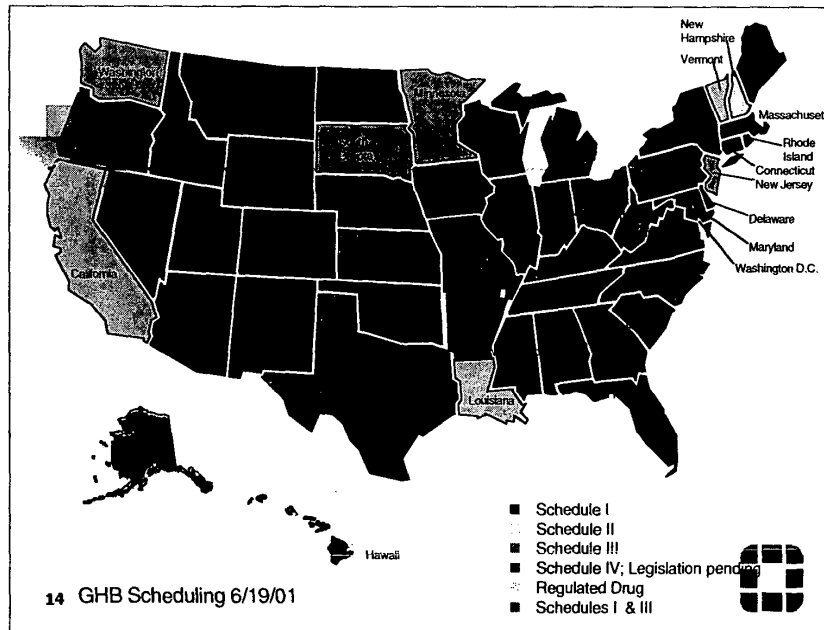 New
Hampshire
Vermont
Washington
Massachuset
Rhode
Island
Connecticut
New Jersey
Delaware
Maryland
Washington D.C.
California
Louisiana
Hawaii
Schedule I
Schedule II
Schedule III
Schedule IV; Legislation pending
Regulated Drug
Schedules I & III
14 GHB Scheduling 6/19/01